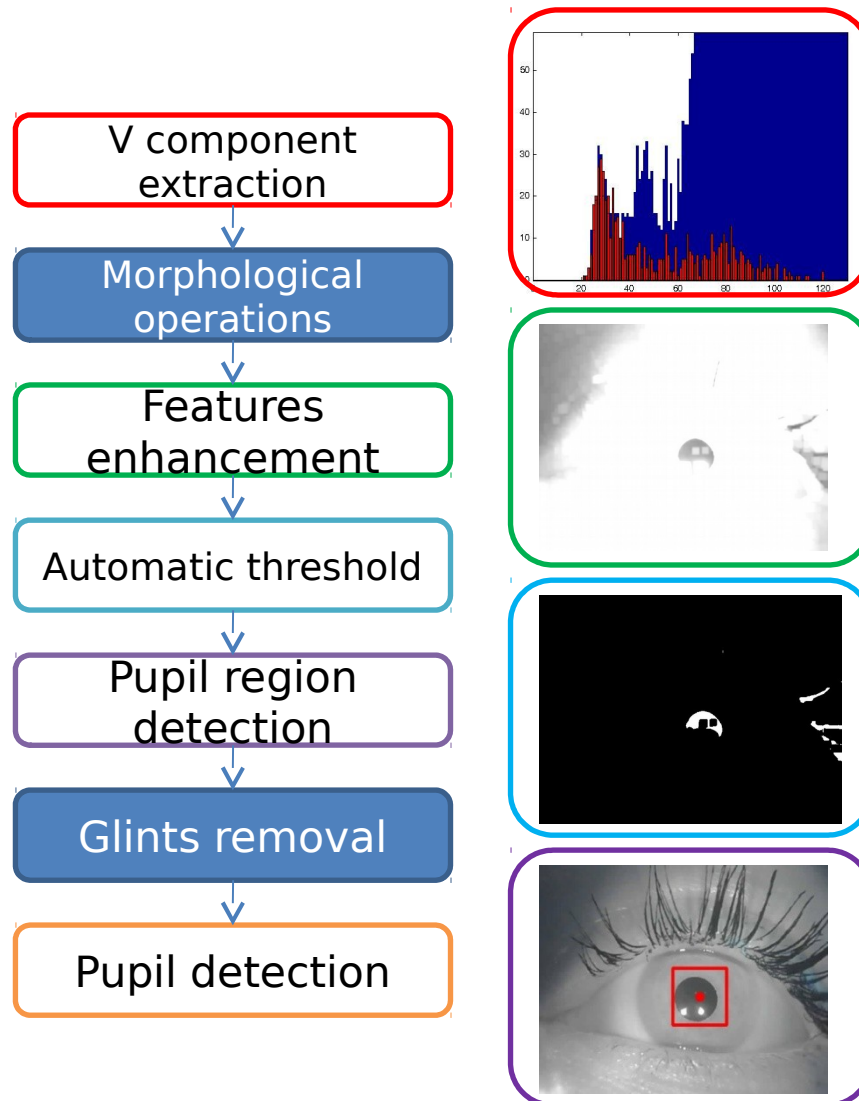 V component
extraction
Morphological
operations
Features
enhancement
Automatic threshold
Pupil region
detection
Glints removal
Pupil detection
50
40
30
20
10
0
0 20 40 60 80 100 120